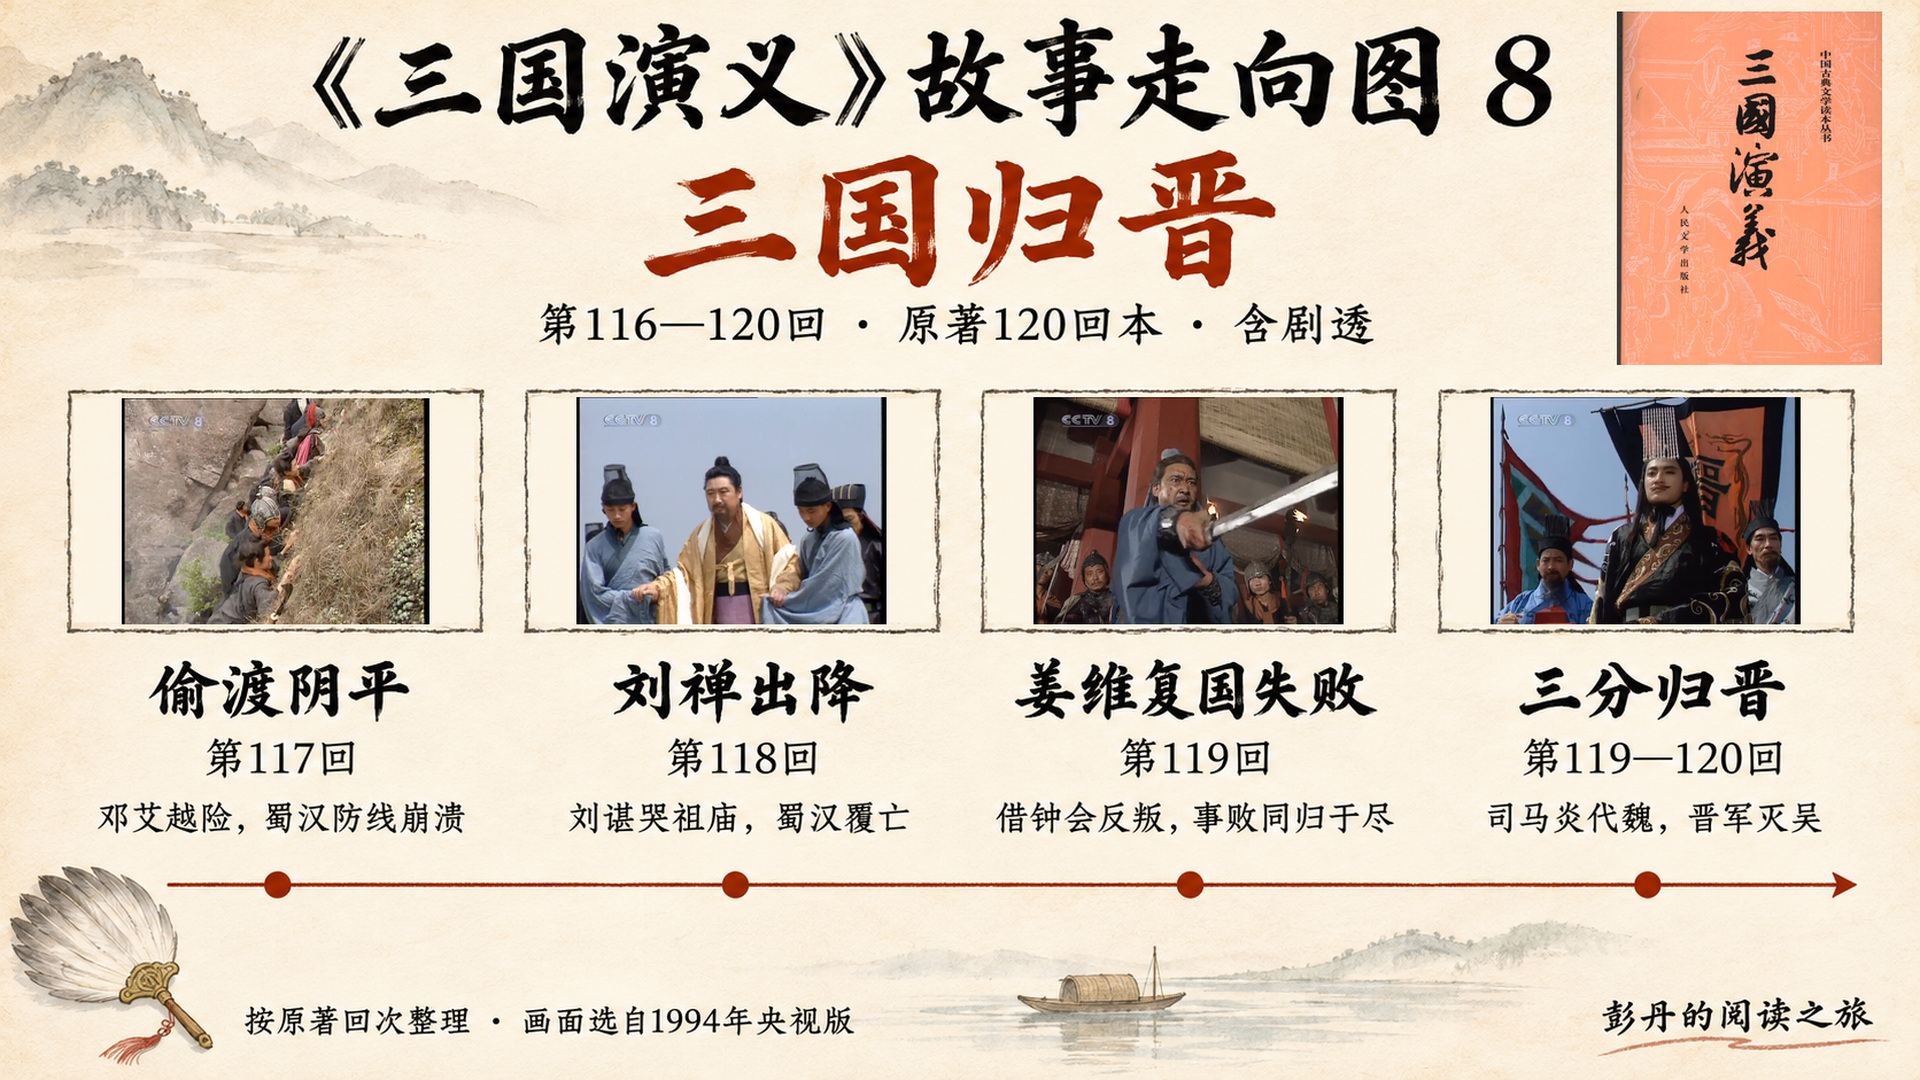 《三国演义》故事走向图 8
三国归晋
第116—120回 · 原著120回本 · 含剧透
中国古典文学读本丛书
三國演義
人民文学出版社
CCTV 8
CCTV 8
CCTV 8
CCTV 8
偷渡阴平
第117回
邓艾越险，蜀汉防线崩溃
刘禅出降
第118回
刘谌哭祖庙，蜀汉覆亡
姜维复国失败
第119回
借钟会反叛，事败同归于尽
三分归晋
第119—120回
司马炎代魏，晋军灭吴
按原著回次整理 · 画面选自1994年央视版
彭丹的阅读之旅